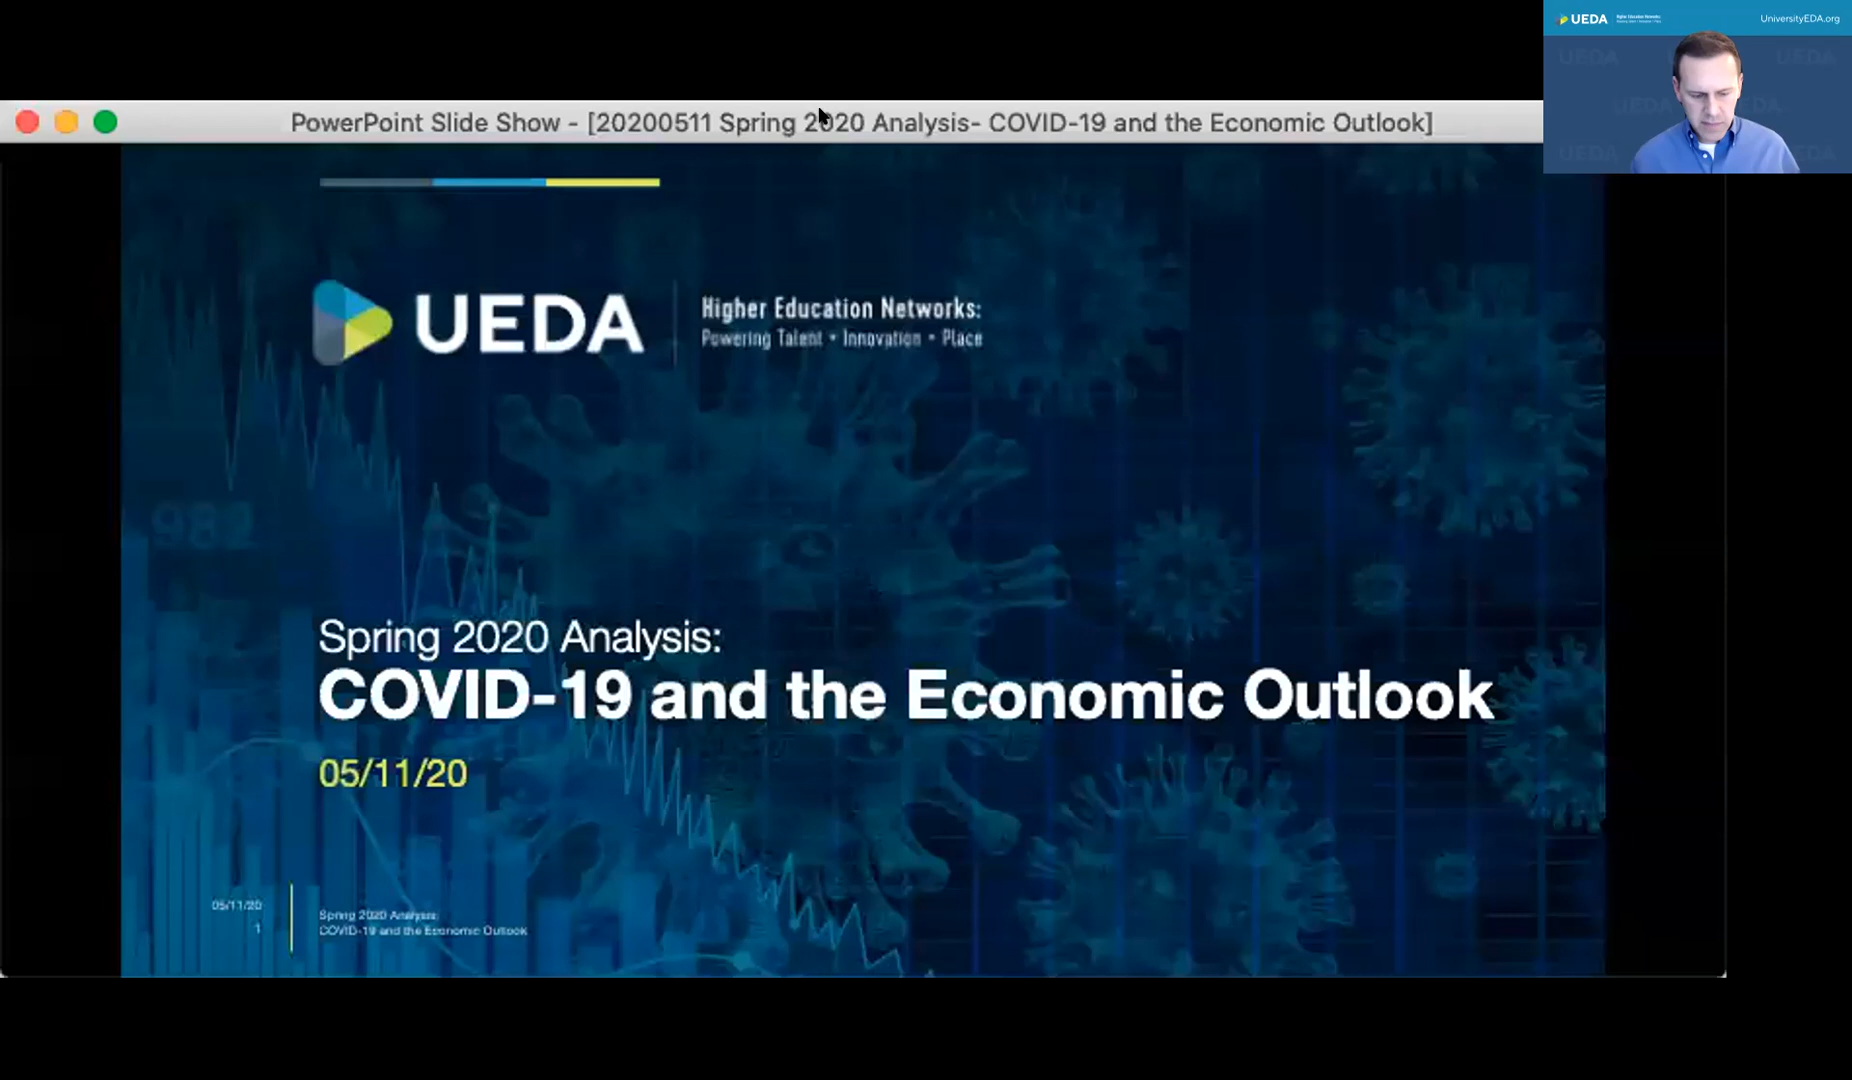 UEDA
UniversityEDA.org
PowerPoint Slide Show - [20200511 Spring 2020 Analysis- COVID-19 and the Economic Outlook]
UEDA
Higher Education Networks:
Powering Talent • Innovation • Place
982
Spring 2020 Analysis:
COVID-19 and the Economic Outlook
05/11/20
05/11/20
1
Spring 2020 Analysis:
COVID-19 and the Economic Outlook